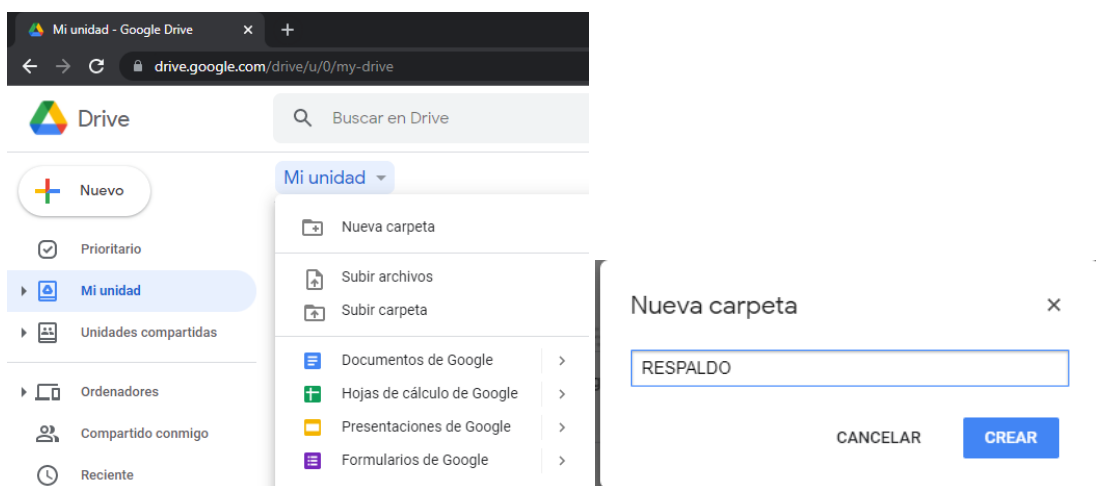 Mi unidad - Google Drive
drive.google.com/drive/u/0/my-drive
Drive
Buscar en Drive
Nuevo
Prioritario
Mi unidad
Unidades compartidas
Ordenadores
Compartido conmigo
Reciente
Mi unidad
Nueva carpeta
Subir archivos
Subir carpeta
Documentos de Google
Hojas de cálculo de Google
Presentaciones de Google
Formularios de Google
Nueva carpeta
RESPALDO
CANCELAR
CREAR